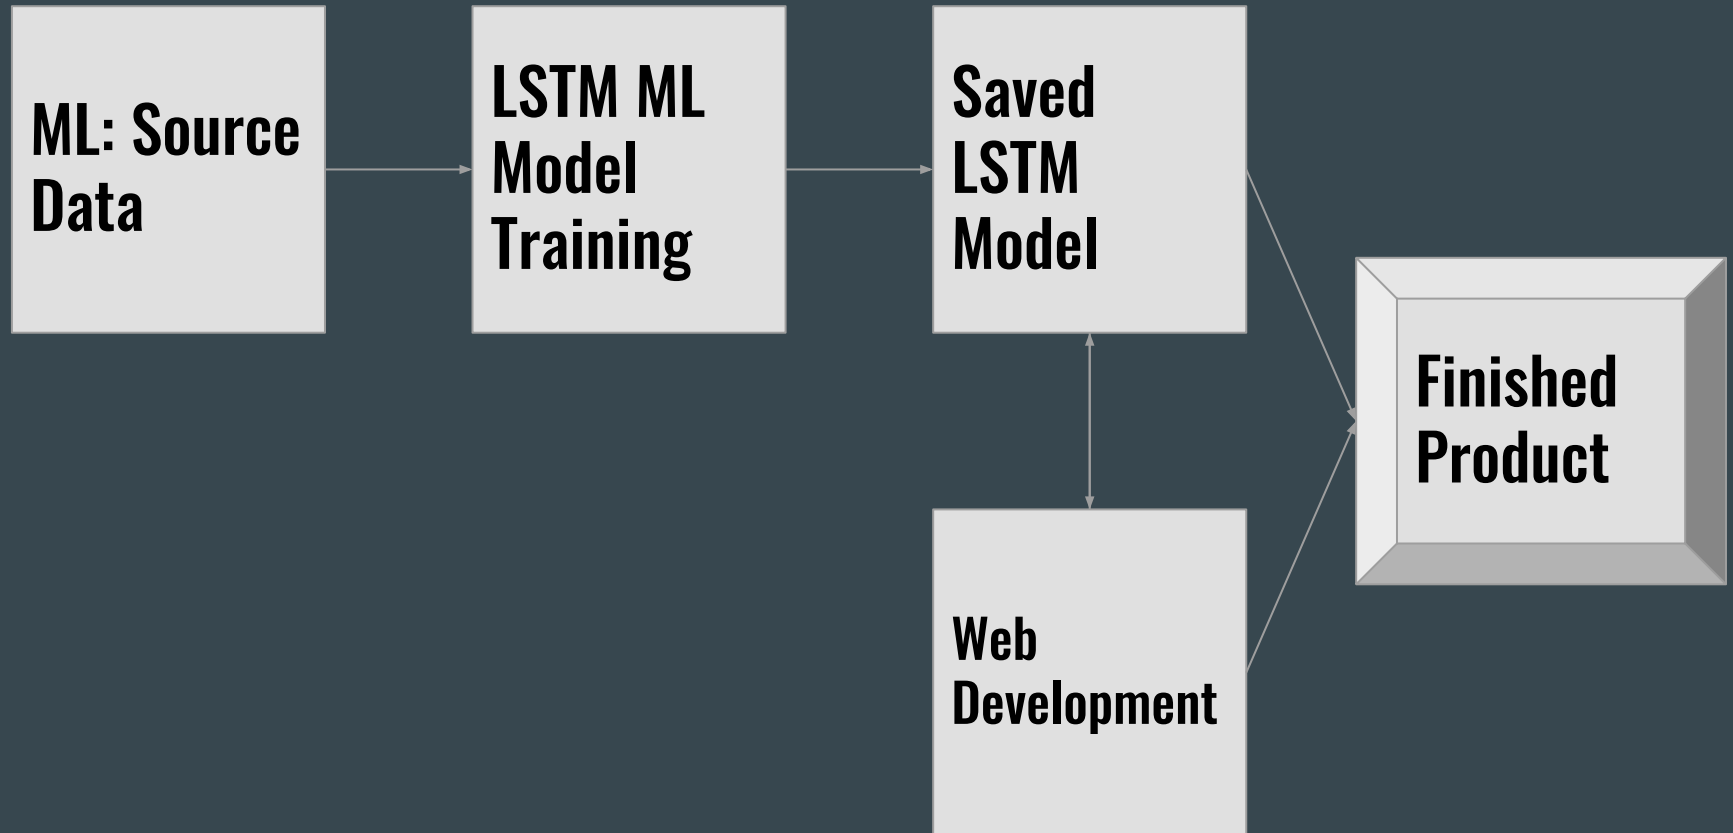 ML: Source
Data
LSTM ML
Model
Training
Saved
LSTM
Model
Finished
Product
Web
Development